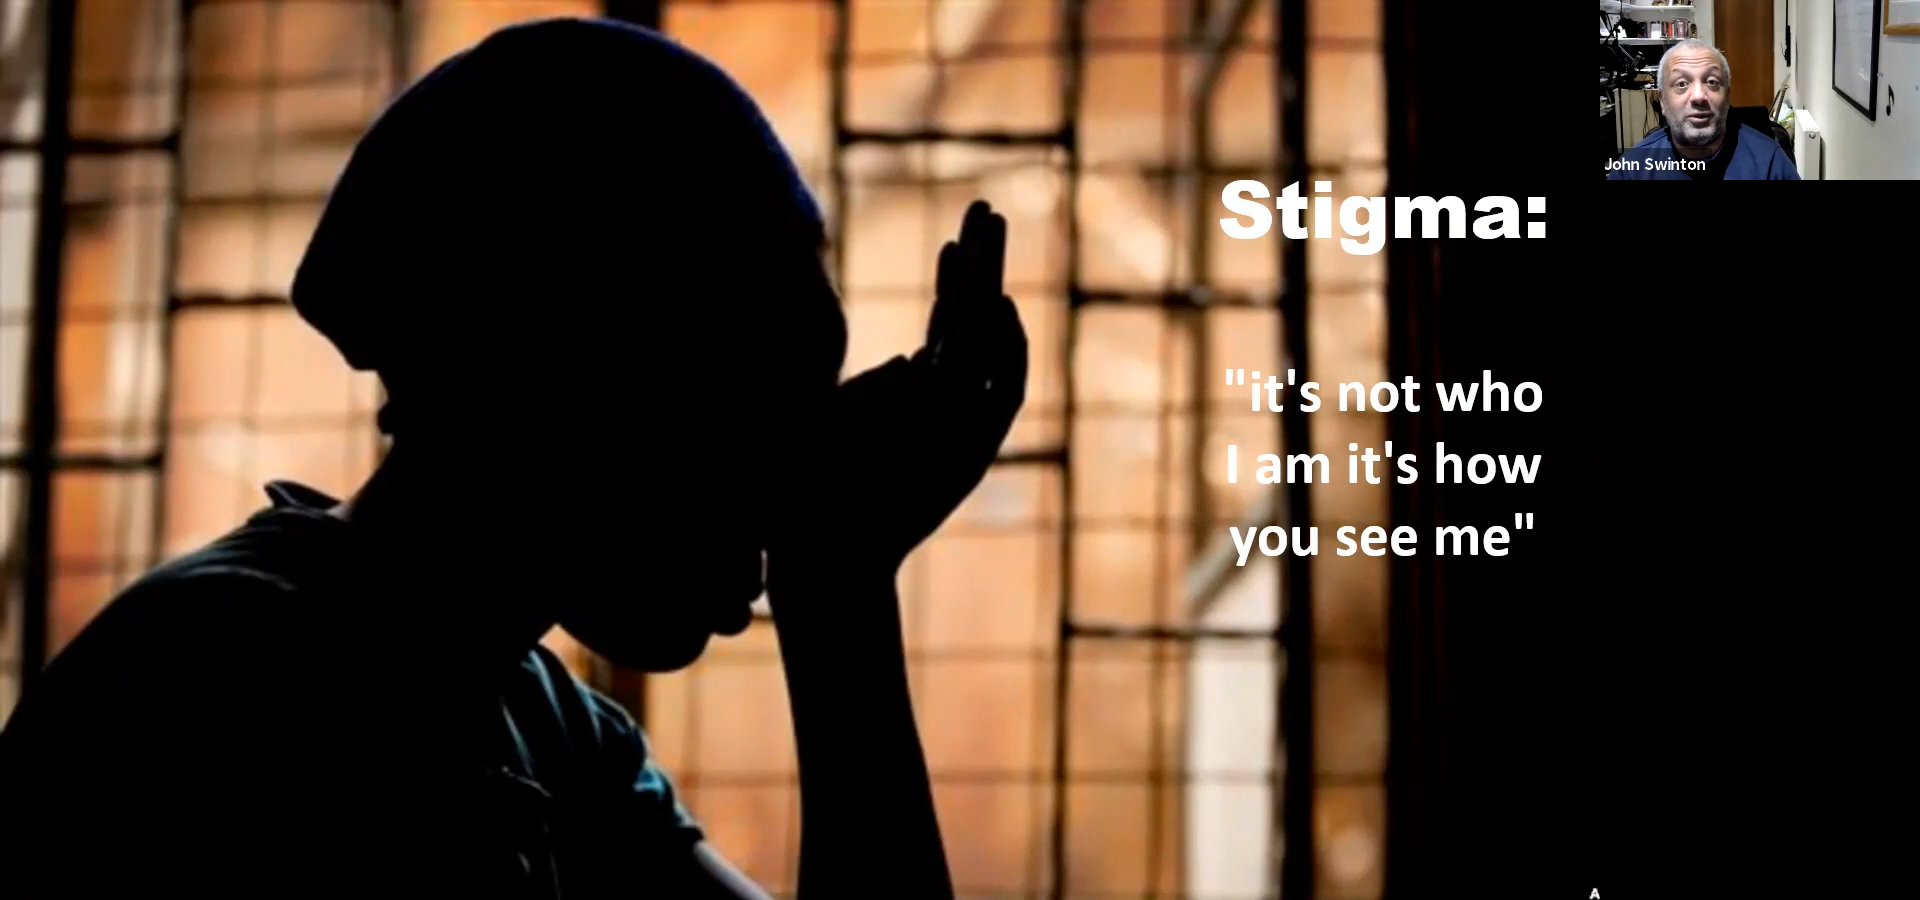 John Swinton
Stigma:
"it's not who
I am it's how
you see me"
A